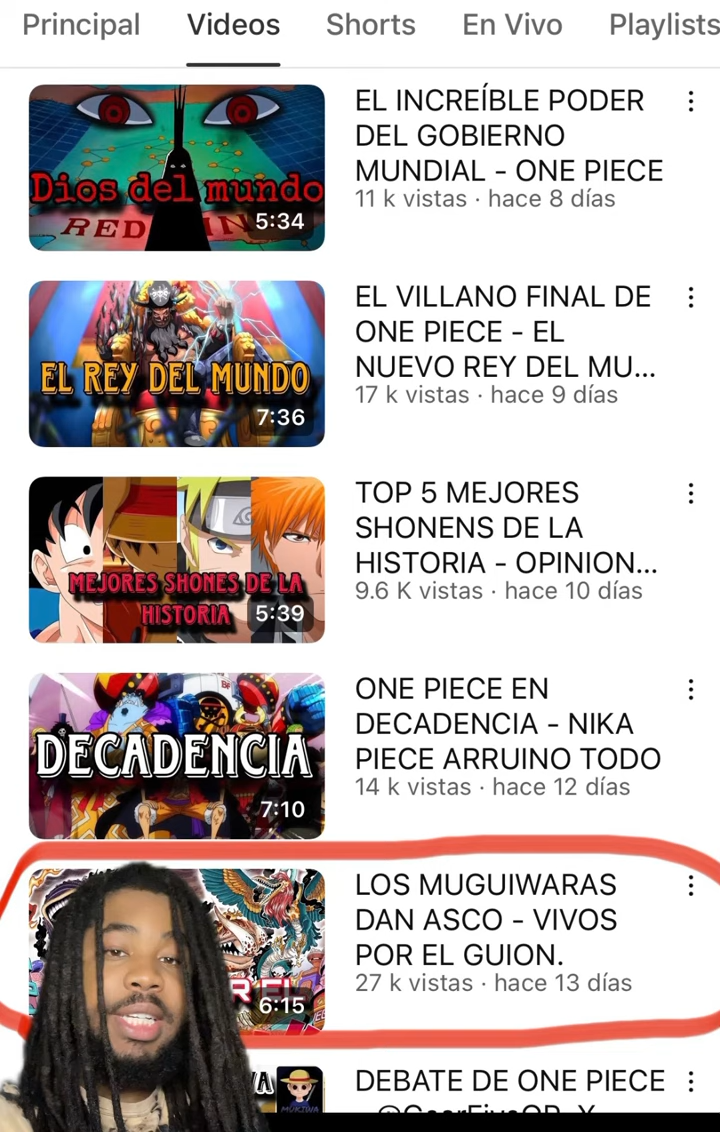 Principal Videos Shorts En Vivo Playlists
Dios del mundo
RED
IN
5:34
EL INCREÍBLE PODER
DEL GOBIERNO
MUNDIAL - ONE PIECE
11 k vistas · hace 8 días
EL REY DEL MUNDO
7:36
EL VILLANO FINAL DE
ONE PIECE - EL
NUEVO REY DEL MU...
17 k vistas · hace 9 días
MEJORES SHONES DE LA
HISTORIA
5:39
TOP 5 MEJORES
SHONENS DE LA
HISTORIA - OPINION...
9.6 K vistas · hace 10 días
DECADENCIA
7:10
ONE PIECE EN
DECADENCIA - NIKA
PIECE ARRUINO TODO
14 k vistas · hace 12 días
R EL
6:15
LOS MUGUIWARAS
DAN ASCO - VIVOS
POR EL GUION.
27 k vistas · hace 13 días
DEBATE DE ONE PIECE